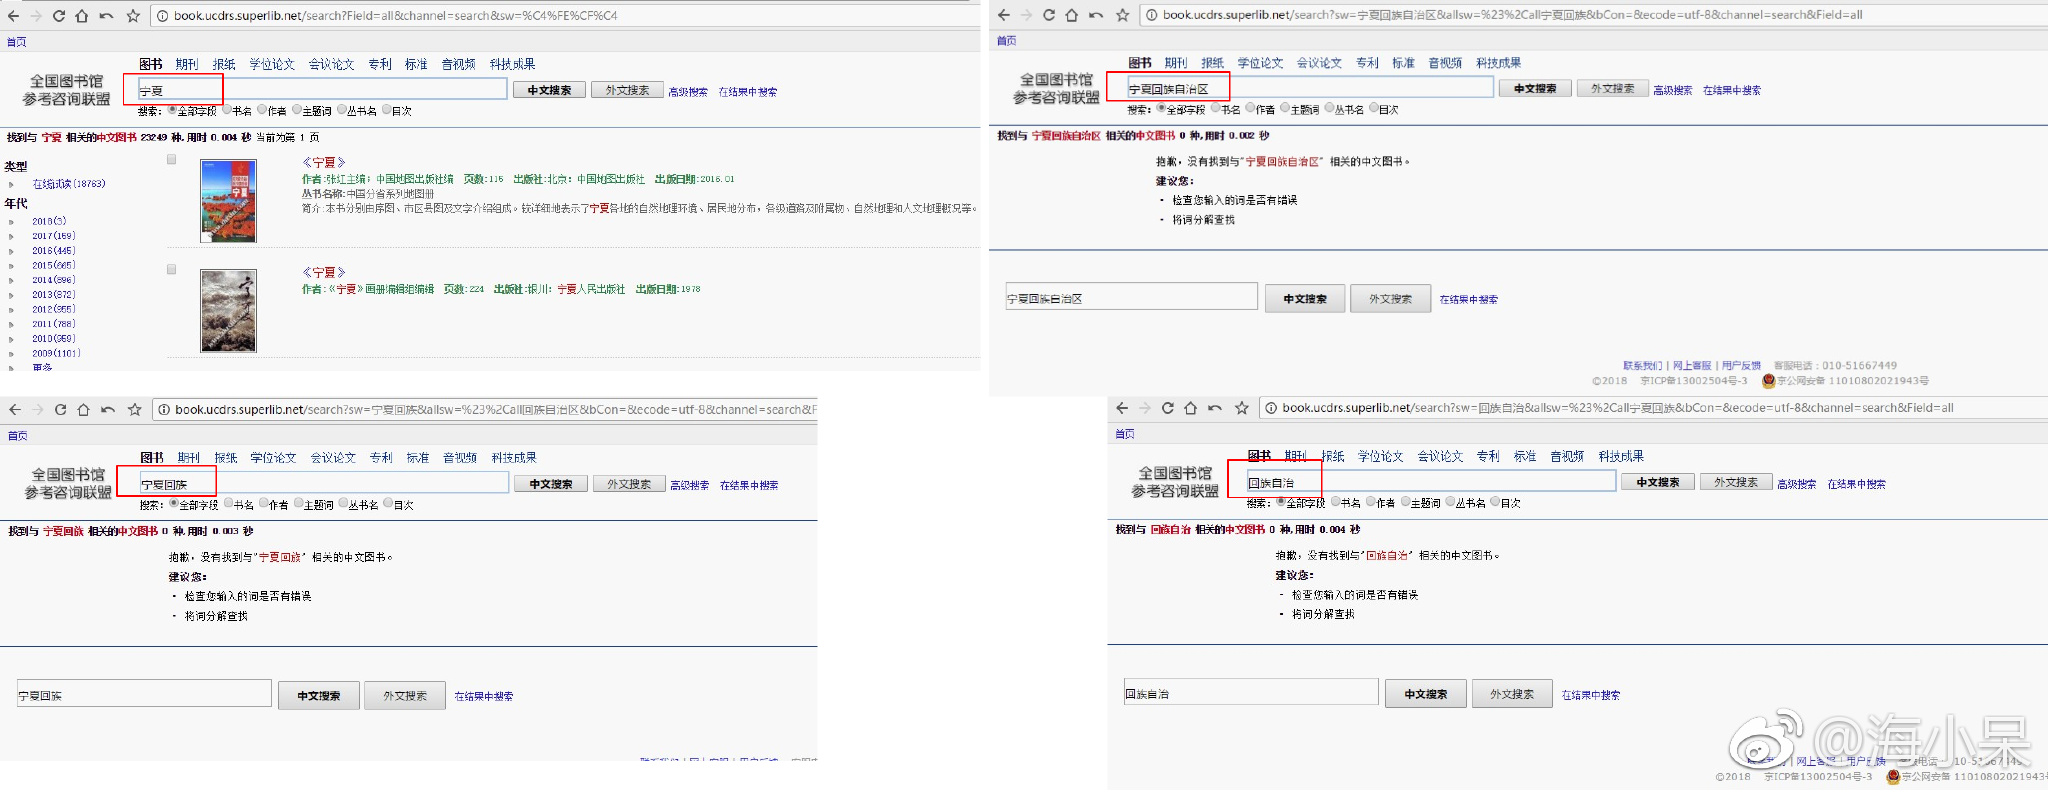 book.ucdrs.superlib.net/search?Field=all&channel=search&sw=%C4%FE%CF%C4
首页
图书 期刊 报纸 学位论文 会议论文 专利 标准 音视频 科技成果
全国图书馆
参考咨询联盟
宁夏 中文搜索 外文搜索 高级搜索 在结果中搜索
搜索: 全部字段 书名 作者 主题词 丛书名 目次
找到与 宁夏 相关的中文图书 23249 种,用时 0.004 秒 当前为第 1 页
类型
在线试读(18763)
年代
2018(3)
2017(159)
2016(445)
2015(665)
2014(896)
2013(872)
2012(955)
2011(788)
2010(959)
2009(1101)
更多
《宁夏》
作者:张红主编;中国地图出版社编 页数:115 出版社:北京:中国地图出版社 出版日期:2016.01
丛书名称:中国分省系列地图册
简介:本书分别由序图、市区县图及文字介绍组成。较详细地表示了宁夏各地的自然地理环境、居民地分布,各级道路及附属物、自然地理和人文地理概况等。
《宁夏》
作者:《宁夏》画册编辑组编辑 页数:224 出版社:银川:宁夏人民出版社 出版日期:1978
book.ucdrs.superlib.net/search?sw=宁夏回族自治区&allsw=%23%2Call宁夏回族&bCon=&ecode=utf-8&channel=search&Field=all
首页
图书 期刊 报纸 学位论文 会议论文 专利 标准 音视频 科技成果
全国图书馆
参考咨询联盟
宁夏回族自治区 中文搜索 外文搜索 高级搜索 在结果中搜索
搜索: 全部字段 书名 作者 主题词 丛书名 目次
找到与 宁夏回族自治区 相关的中文图书 0 种,用时 0.002 秒
抱歉,没有找到与"宁夏回族自治区" 相关的中文图书。
建议您:
· 检查您输入的词是否有错误
· 将词分解查找
宁夏回族自治区 中文搜索 外文搜索 在结果中搜索
联系我们 | 网上客服 | 用户反馈 客服电话:010-51667449
©2018 京ICP备13002504号-3 京公网安备 11010802021943号
book.ucdrs.superlib.net/search?sw=宁夏回族&allsw=%23%2Call回族自治区&bCon=&ecode=utf-8&channel=search&F
首页
图书 期刊 报纸 学位论文 会议论文 专利 标准 音视频 科技成果
全国图书馆
参考咨询联盟
宁夏回族 中文搜索 外文搜索 高级搜索 在结果中搜索
搜索: 全部字段 书名 作者 主题词 丛书名 目次
找到与 宁夏回族 相关的中文图书 0 种,用时 0.003 秒
抱歉,没有找到与"宁夏回族" 相关的中文图书。
建议您:
· 检查您输入的词是否有错误
· 将词分解查找
宁夏回族 中文搜索 外文搜索 在结果中搜索
book.ucdrs.superlib.net/search?sw=回族自治&allsw=%23%2Call宁夏回族&bCon=&ecode=utf-8&channel=search&Field=all
首页
图书 期刊 报纸 学位论文 会议论文 专利 标准 音视频 科技成果
全国图书馆
参考咨询联盟
回族自治 中文搜索 外文搜索 高级搜索 在结果中搜索
搜索: 全部字段 书名 作者 主题词 丛书名 目次
找到与 回族自治 相关的中文图书 0 种,用时 0.004 秒
抱歉,没有找到与"回族自治" 相关的中文图书。
建议您:
· 检查您输入的词是否有错误
· 将词分解查找
回族自治 中文搜索 外文搜索 在结果中搜索
@海小呆
©2018 京ICP备13002504号-3 京公网安备 11010802021943号